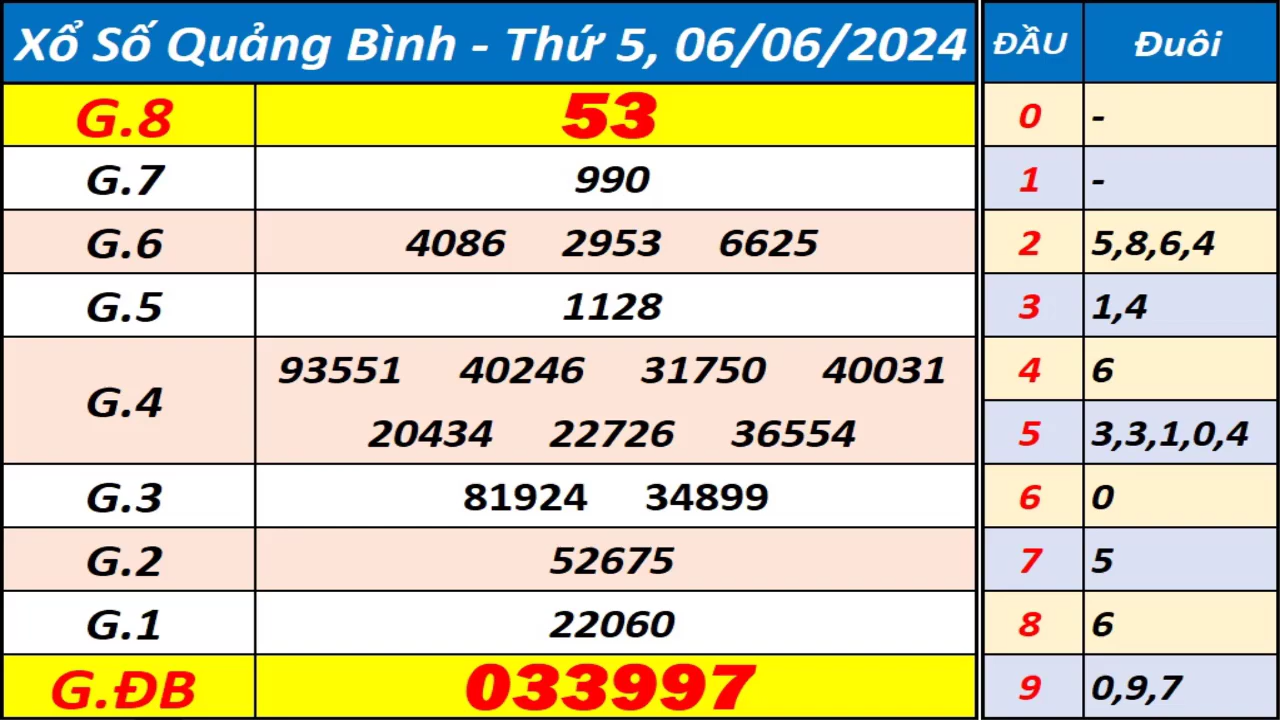 Xổ Số Quảng Bình - Thứ 5, 06/06/2024
G.8 53
G.7 990
G.6 4086 2953 6625
G.5 1128
G.4 93551 40246 31750 40031
20434 22726 36554
G.3 81924 34899
G.2 52675
G.1 22060
G.ĐB 033997
ĐẦU Đuôi
0 -
1 -
2 5,8,6,4
3 1,4
4 6
5 3,3,1,0,4
6 0
7 5
8 6
9 0,9,7